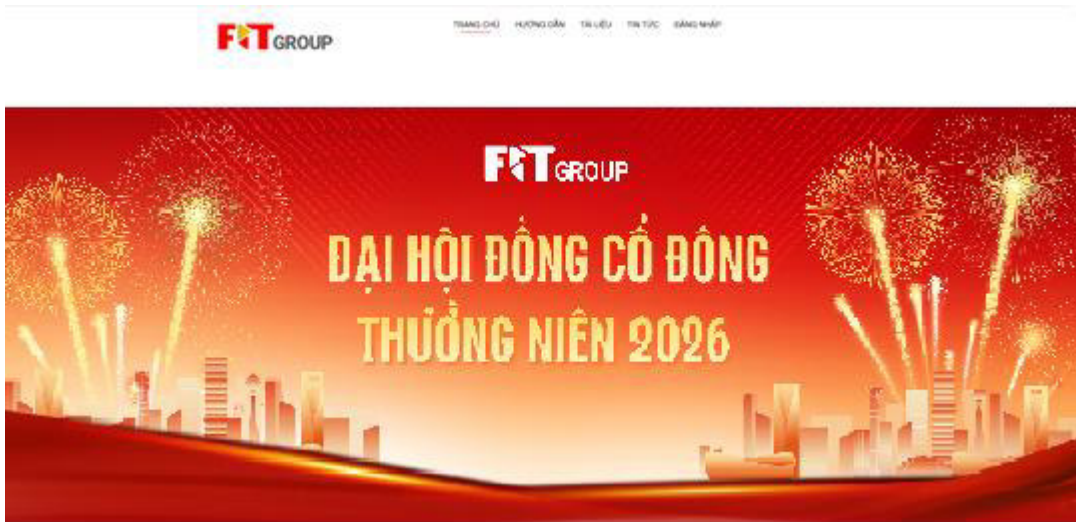 FIT GROUP
TRANG CHỦ HƯỚNG DẪN TÀI LIỆU TIN TỨC ĐĂNG NHẬP
FIT GROUP
ĐẠI HỘI ĐỒNG CỔ ĐÔNG
THƯỜNG NIÊN 2026